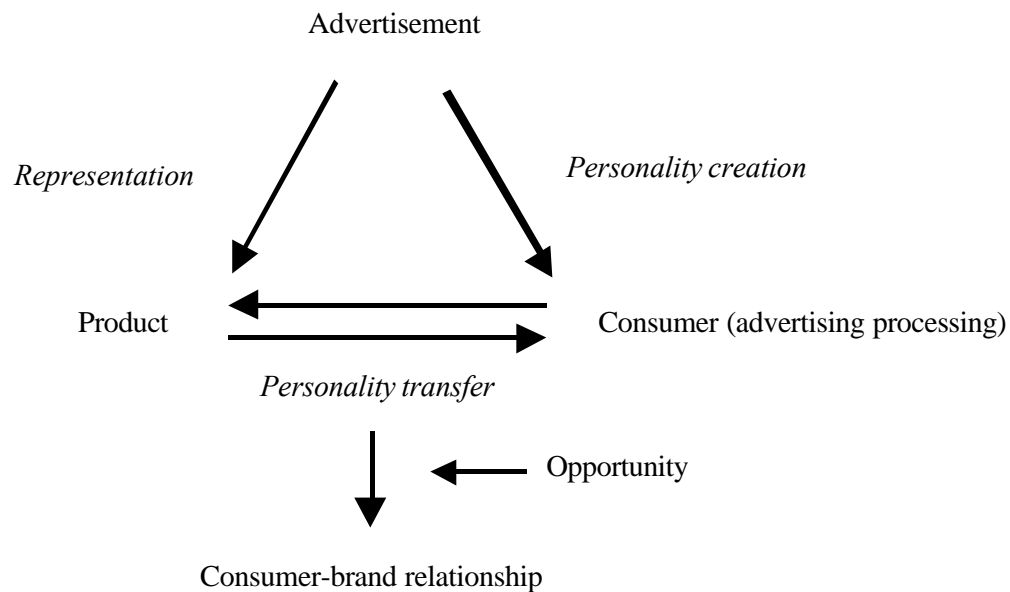 Advertisement
Representation
Personality creation
Product
Consumer (advertising processing)
Personality transfer
Opportunity
Consumer-brand relationship